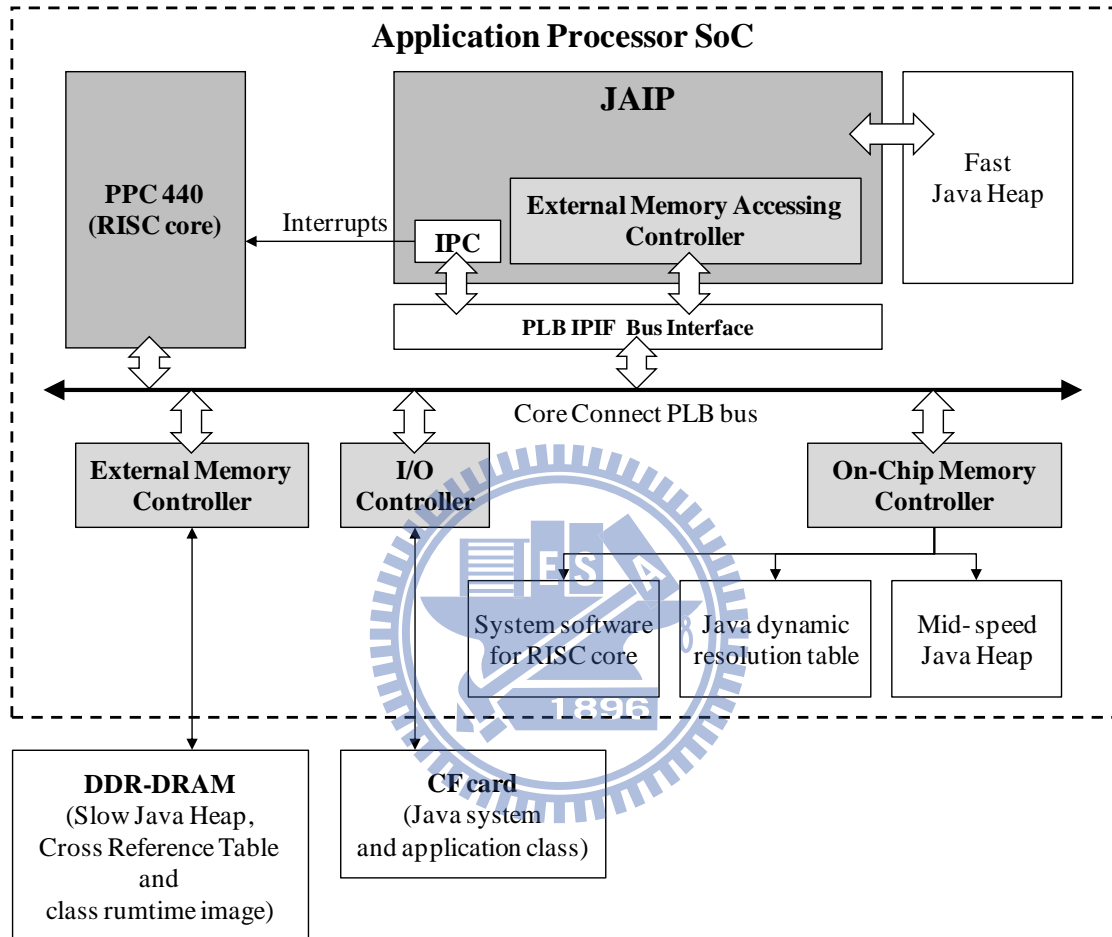 Application Processor SoC
JAIP
PPC 440
(RISC core)
Fast
Java Heap
External Memory Accessing
Controller
Interrupts
IPC
PLB IPIF Bus Interface
Core Connect PLB bus
External Memory
Controller
I/O
Controller
On-Chip Memory
Controller
E S A
System software
for RISC core
Java dynamic
resolution table
Mid- speed
Java Heap
1896
DDR-DRAM
(Slow Java Heap,
Cross Reference Table
and
class rumtime image)
CF card
(Java system
and application class)